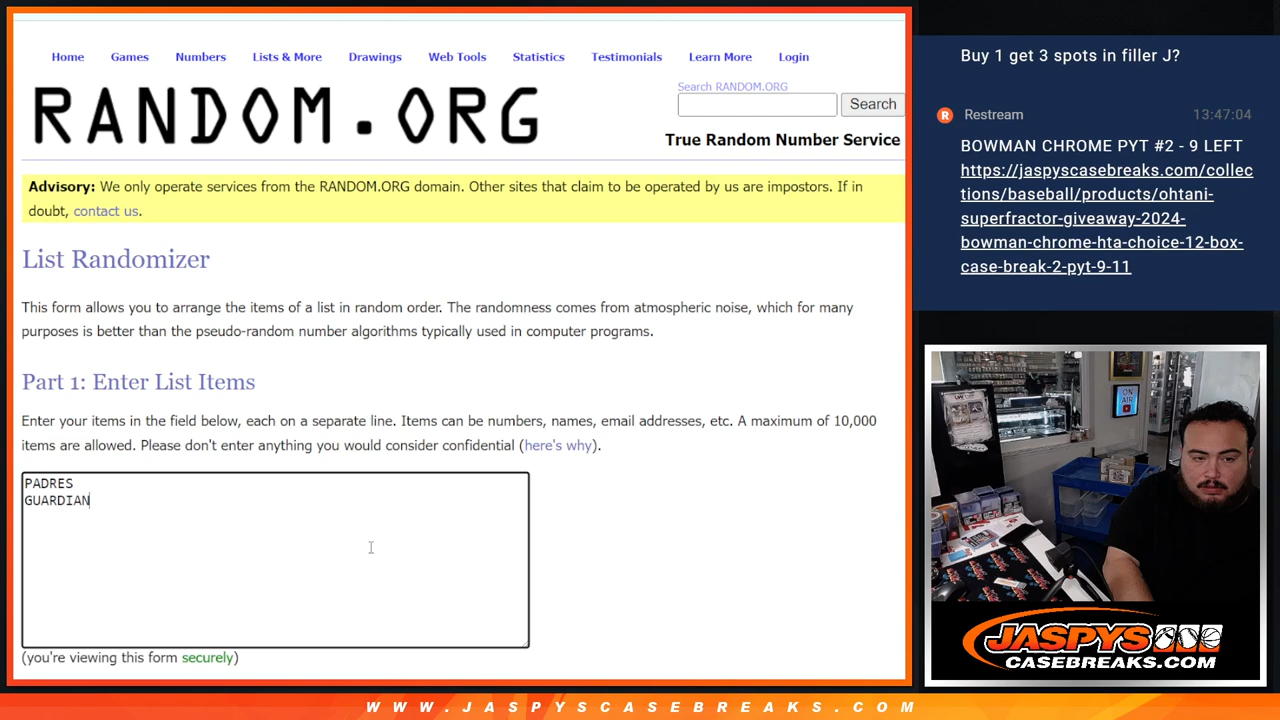 Home Games Numbers Lists & More Drawings Web Tools Statistics Testimonials Learn More Login
RANDOM.ORG
Search RANDOM.ORG
Search
True Random Number Service
Advisory: We only operate services from the RANDOM.ORG domain. Other sites that claim to be operated by us are impostors. If in
doubt, contact us.
List Randomizer
This form allows you to arrange the items of a list in random order. The randomness comes from atmospheric noise, which for many
purposes is better than the pseudo-random number algorithms typically used in computer programs.
Part 1: Enter List Items
Enter your items in the field below, each on a separate line. Items can be numbers, names, email addresses, etc. A maximum of 10,000
items are allowed. Please don't enter anything you would consider confidential (here's why).
PADRES
GUARDIAN
(you're viewing this form securely)
Buy 1 get 3 spots in filler J?
R Restream 13:47:04
BOWMAN CHROME PYT #2 - 9 LEFT
https://jaspyscasebreaks.com/collec
tions/baseball/products/ohtani-
superfractor-giveaway-2024-
bowman-chrome-hta-choice-12-box-
case-break-2-pyt-9-11
ON
AIR
JASPYS
CASEBREAKS.COM
WWW.JASPYSCASEBREAKS.COM